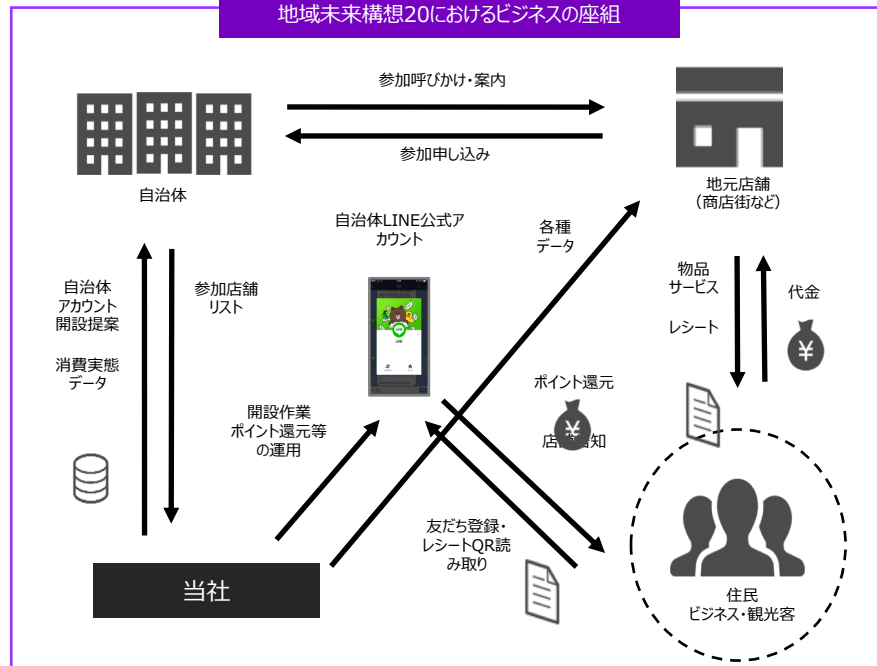 地域未来構想20におけるビジネスの座組
参加呼びかけ・案内
参加申し込み
自治体
地元店舗
(商店街など)
自治体LINE公式ア
カウント
各種
データ
自治体
アカウント
開設提案
消費実態
データ
参加店舗
リスト
物品
サービス
レシート
代金
¥
LINE
ポイント還元
¥
開設作業
ポイント還元等
の運用
友だち登録・
レシートQR読
み取り
当社
住民
ビジネス・観光客